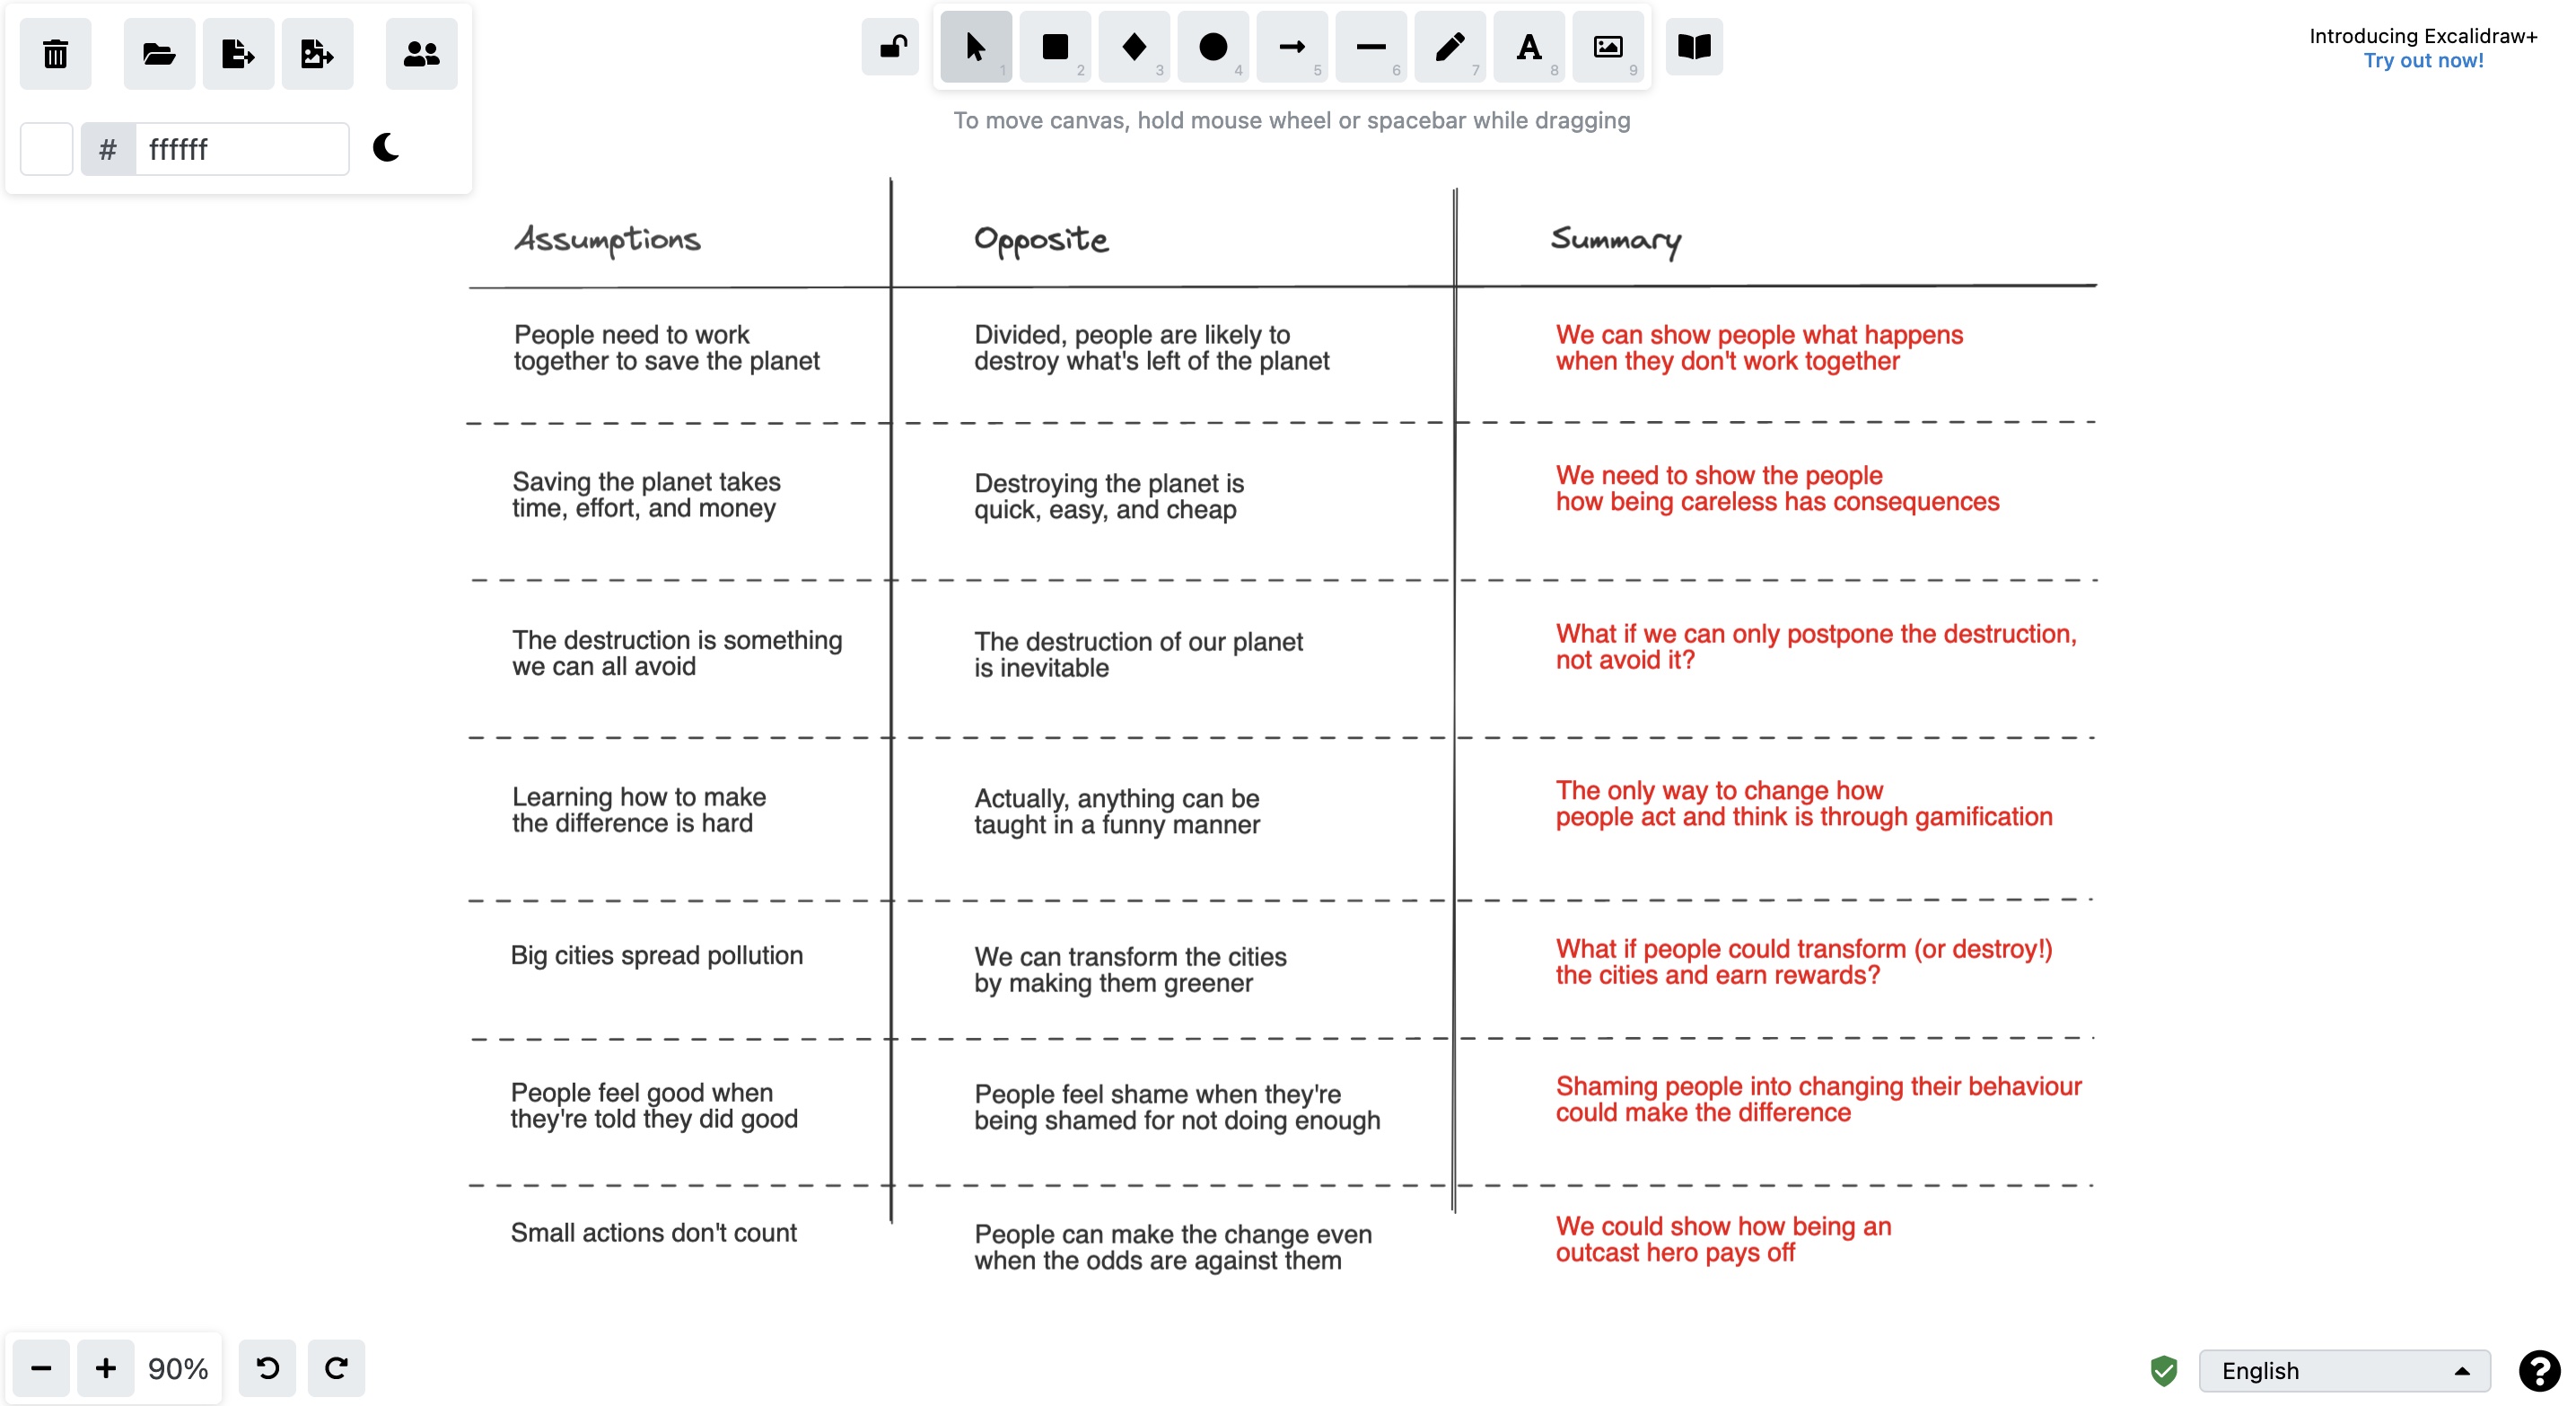 Introducing Excalidraw+
Try out now!
1
2
3
4
5
6
A
7
8
9
To move canvas, hold mouse wheel or spacebar while dragging
# ffffff
Assumptions
Opposite
Summary
People need to work
together to save the planet
Divided, people are likely to
destroy what's left of the planet
We can show people what happens
when they don't work together
Saving the planet takes
time, effort, and money
Destroying the planet is
quick, easy, and cheap
We need to show the people
how being careless has consequences
The destruction is something
we can all avoid
The destruction of our planet
is inevitable
What if we can only postpone the destruction,
not avoid it?
Learning how to make
the difference is hard
Actually, anything can be
taught in a funny manner
The only way to change how
people act and think is through gamification
Big cities spread pollution
We can transform the cities
by making them greener
What if people could transform (or destroy!)
the cities and earn rewards?
People feel good when
they're told they did good
People feel shame when they're
being shamed for not doing enough
Shaming people into changing their behaviour
could make the difference
Small actions don't count
People can make the change even
when the odds are against them
We could show how being an
outcast hero pays off
90%
English
?